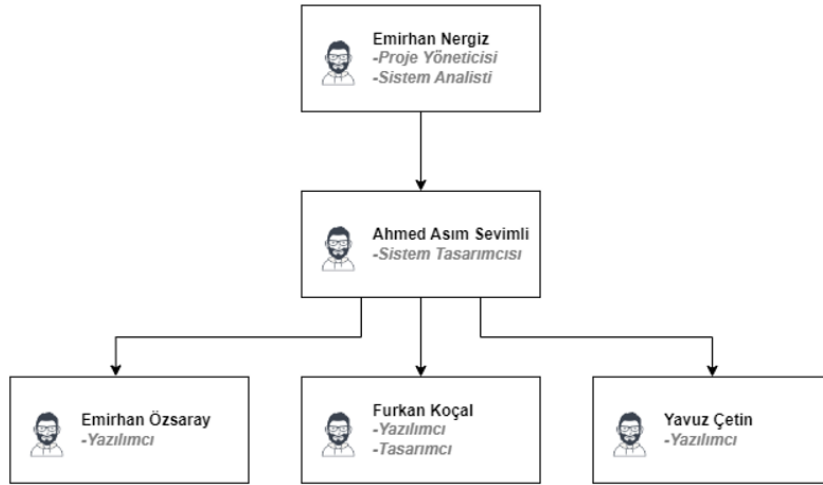 Emirhan Nergiz
-Proje Yöneticisi
-Sistem Analisti
Ahmed Asım Sevimli
-Sistem Tasarımcısı
Emirhan Özsaray
-Yazılımcı
Furkan Koçal
-Yazılımcı
-Tasarımcı
Yavuz Çetin
-Yazılımcı